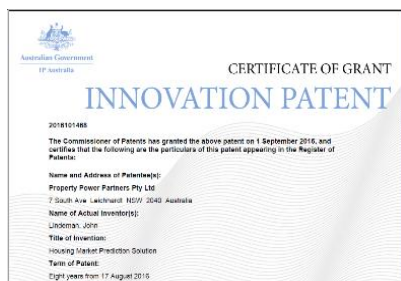 Australian Government
IP Australia
CERTIFICATE OF GRANT
INNOVATION PATENT
2016101468
The Commissioner of Patents has granted the above patent on 1 September 2016, and
certifies that the following are the particulars of this patent appearing in the Register of
Patents:
Name and Address of Patentee(s):
Property Power Partners Pty Ltd
7 South Ave Leichhardt NSW 2040 Australia
Name of Actual Inventor(s):
Lindeman, John
Title of Invention:
Housing Market Prediction Solution
Term of Patent:
Eight years from 17 August 2016